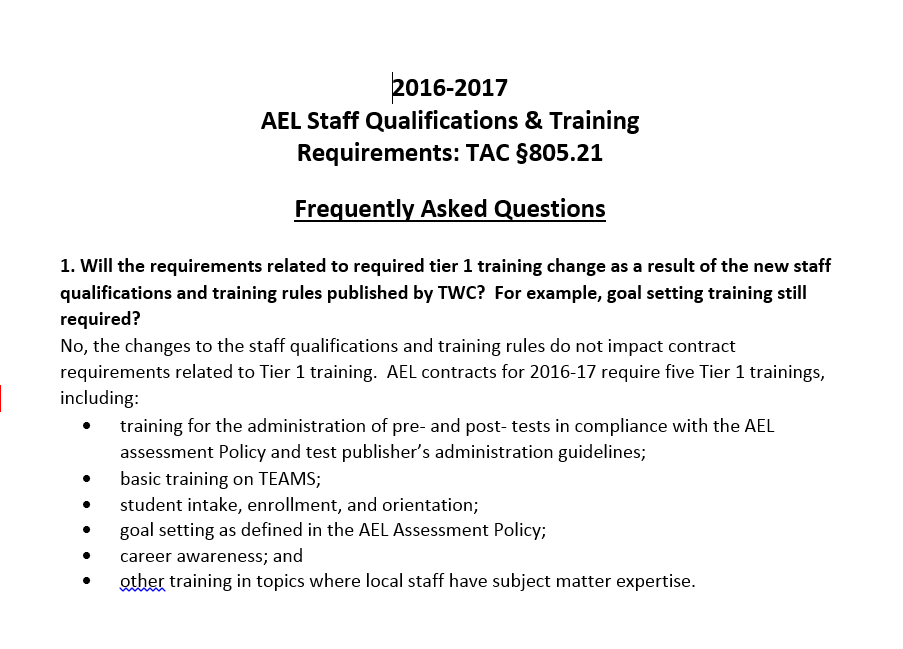 2016-2017
AEL Staff Qualifications & Training
Requirements: TAC §805.21
Frequently Asked Questions
1. Will the requirements related to required tier 1 training change as a result of the new staff
qualifications and training rules published by TWC?  For example, goal setting training still
required?
No, the changes to the staff qualifications and training rules do not impact contract
requirements related to Tier 1 training.  AEL contracts for 2016-17 require five Tier 1 trainings,
including:
• training for the administration of pre- and post- tests in compliance with the AEL
assessment Policy and test publisher’s administration guidelines;
• basic training on TEAMS;
• student intake, enrollment, and orientation;
• goal setting as defined in the AEL Assessment Policy;
• career awareness; and
• other training in topics where local staff have subject matter expertise.